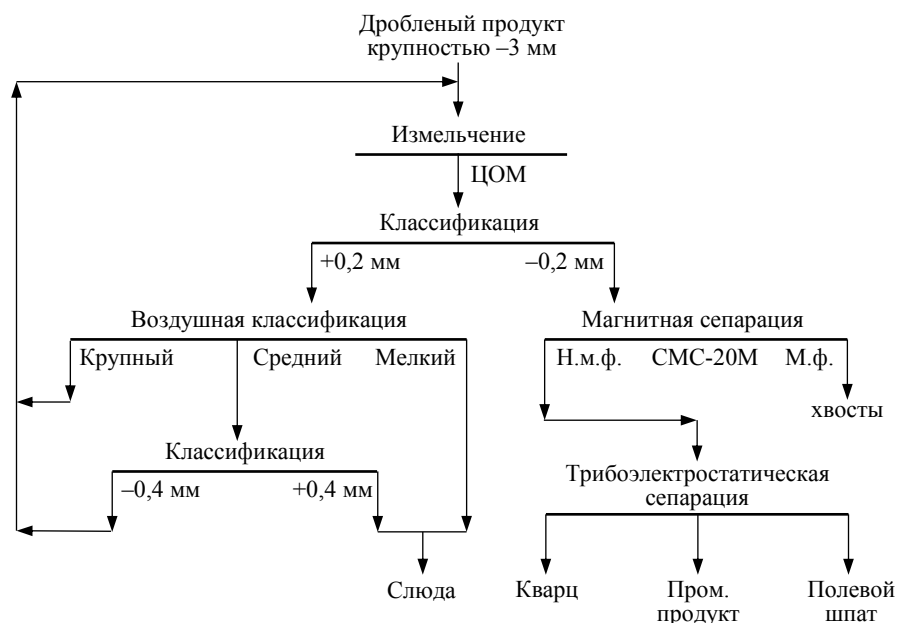 Дробленый продукт
крупностью –3 мм
Измельчение
ЦОМ
Классификация
+0,2 мм
–0,2 мм
Воздушная классификация
Магнитная сепарация
Крупный
Средний
Мелкий
Н.м.ф.
СМС-20М
М.ф.
хвосты
Классификация
–0,4 мм
+0,4 мм
Трибоэлектростатическая
сепарация
Слюда
Кварц
Пром.
продукт
Полевой
шпат